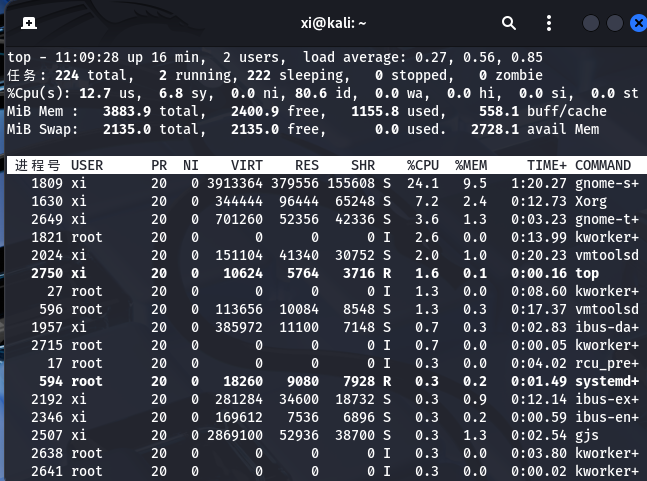 xi@kali: ~
top - 11:09:28 up 16 min,  2 users,  load average: 0.27, 0.56, 0.85
任务: 224 total,   2 running, 222 sleeping,   0 stopped,   0 zombie
%Cpu(s): 12.7 us,  6.8 sy,  0.0 ni, 80.6 id,  0.0 wa,  0.0 hi,  0.0 si,  0.0 st
MiB Mem :   3883.9 total,   2400.9 free,   1155.8 used,    558.1 buff/cache
MiB Swap:   2135.0 total,   2135.0 free,      0.0 used.   2728.1 avail Mem
进程号 USER      PR  NI    VIRT    RES    SHR    %CPU  %MEM     TIME+ COMMAND
1809 xi        20   0 3913364 379556 155608 S  24.1   9.5   1:20.27 gnome-s+
1630 xi        20   0  344444  96444  65248 S   7.2   2.4   0:12.73 Xorg
2649 xi        20   0  701260  52356  42336 S   3.6   1.3   0:03.23 gnome-t+
1821 root      20   0       0      0      0 I   2.6   0.0   0:13.99 kworker+
2024 xi        20   0  151104  41340  30752 S   2.0   1.0   0:20.23 vmtoolsd
2750 xi        20   0   10624   5764   3716 R   1.6   0.1   0:00.16 top
27 root      20   0       0      0      0 I   1.3   0.0   0:08.60 kworker+
596 root      20   0  113656  10084   8548 S   1.3   0.3   0:17.37 vmtoolsd
1957 xi        20   0  385972  11100   7148 S   0.7   0.3   0:02.83 ibus-da+
2715 root      20   0       0      0      0 I   0.7   0.0   0:00.05 kworker+
17 root      20   0       0      0      0 I   0.3   0.0   0:04.02 rcu_pre+
594 root      20   0   18260   9080   7928 R   0.3   0.2   0:01.49 systemd+
2192 xi        20   0  281284  34600  18732 S   0.3   0.9   0:12.14 ibus-ex+
2346 xi        20   0  169612   7536   6896 S   0.3   0.2   0:00.59 ibus-en+
2507 xi        20   0 2869100  52936  38700 S   0.3   1.3   0:02.54 gjs
2638 root      20   0       0      0      0 I   0.3   0.0   0:03.80 kworker+
2641 root      20   0       0      0      0 I   0.3   0.0   0:00.02 kworker+